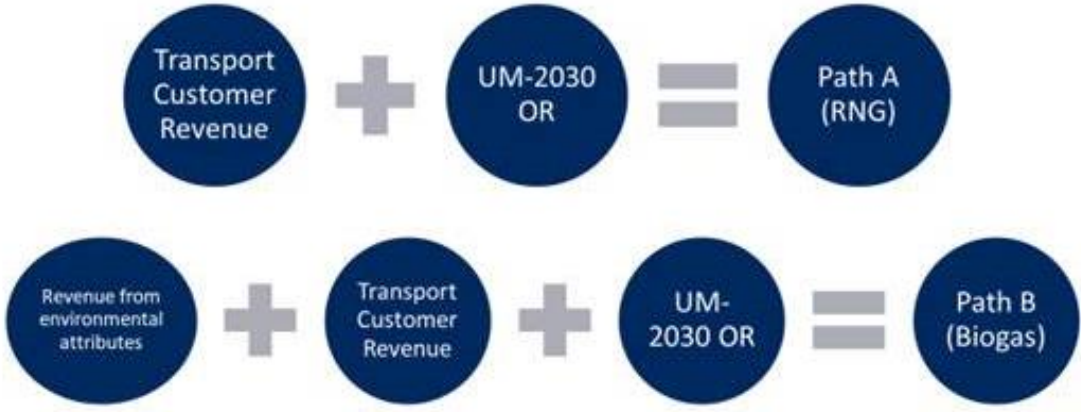 Transport
Customer
Revenue
UM-2030
OR
Path A
(RNG)
Revenue from
environmental
attributes
Transport
Customer
Revenue
UM-
2030 OR
Path B
(Biogas)